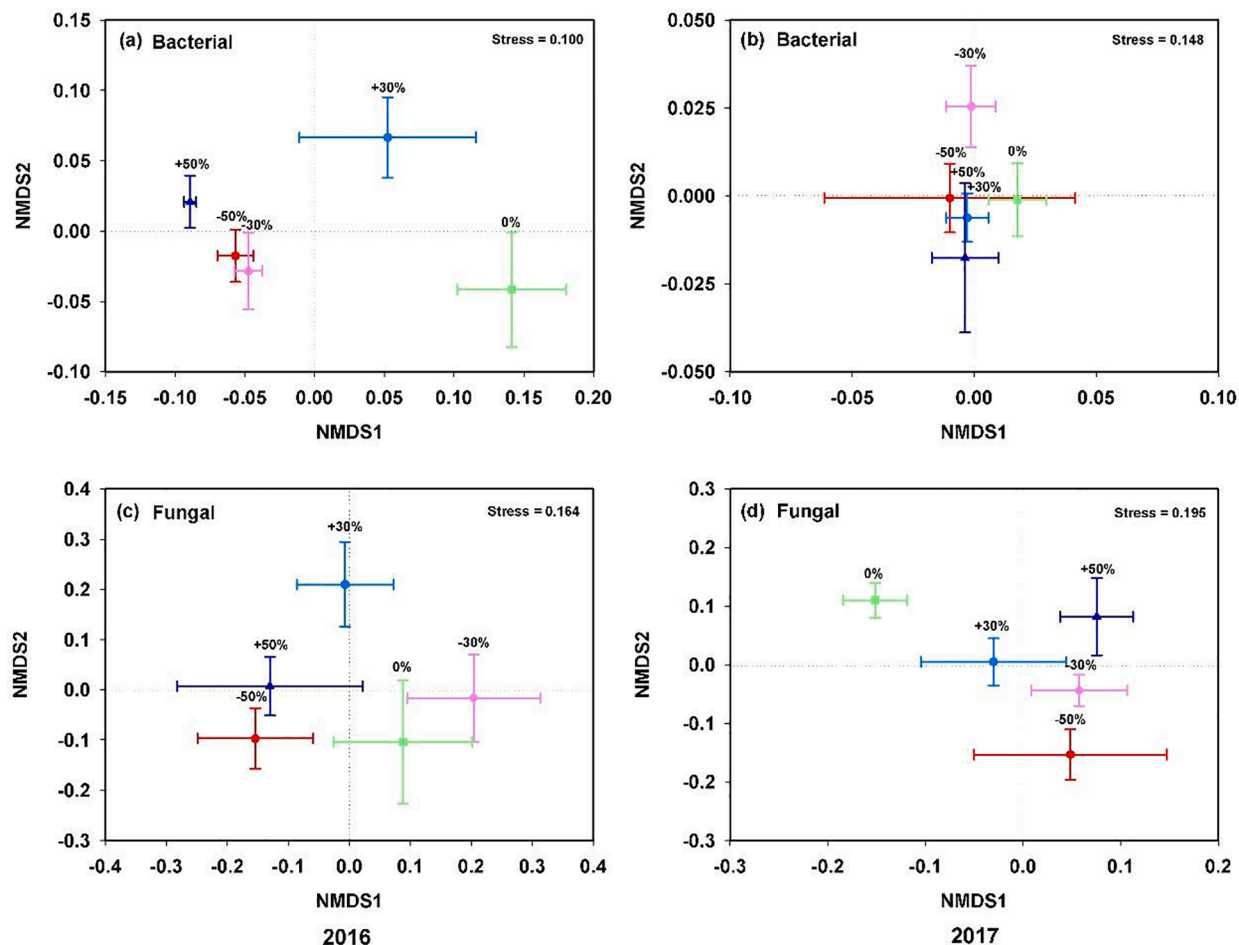 (a) Bacterial
Stress = 0.100
0.15
0.10
0.05
0.00
-0.05
-0.10
NMDS2
+30%
+50%
-50%
-30%
0%
-0.15 -0.10 -0.05 0.00 0.05 0.10 0.15 0.20
NMDS1
(b) Bacterial
Stress = 0.148
0.050
0.025
0.000
-0.025
-0.050
NMDS2
-30%
-50%
0%
+50%
+30%
-0.10 -0.05 0.00 0.05 0.10
NMDS1
(c) Fungal
Stress = 0.164
0.4
0.3
0.2
0.1
0.0
-0.1
-0.2
-0.3
NMDS2
+30%
+50%
0%
-30%
-50%
-0.4 -0.3 -0.2 -0.1 0.0 0.1 0.2 0.3 0.4
NMDS1
2016
(d) Fungal
Stress = 0.195
0.3
0.2
0.1
0.0
-0.1
-0.2
-0.3
NMDS2
0%
+50%
+30%
-30%
-50%
-0.3 -0.2 -0.1 0.0 0.1 0.2
NMDS1
2017